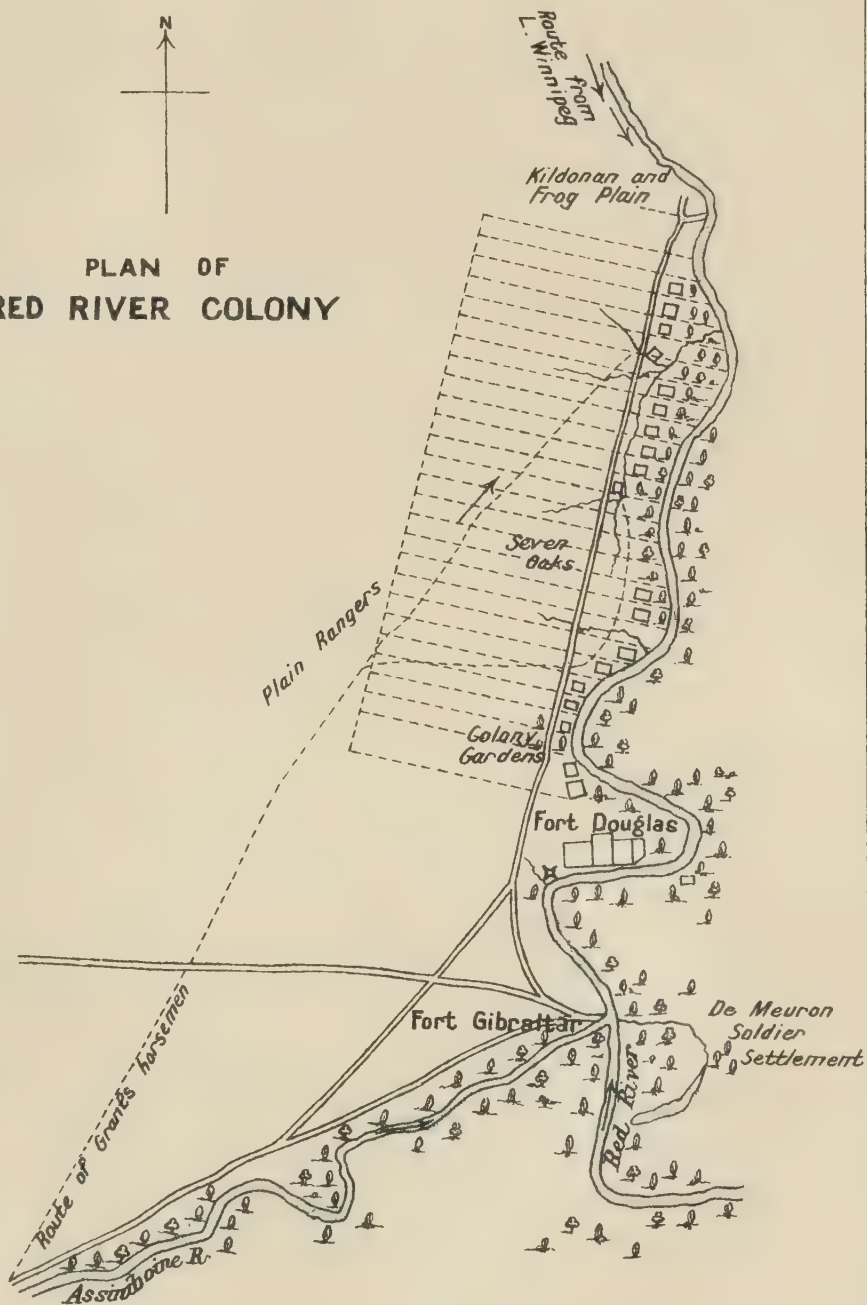 N
Route from
L. Winnipeg
Kildonan and
Frog Plain
PLAN OF
RED RIVER COLONY
Seven
Oaks
Plain Rangers
Colony
Gardens
Fort Douglas
De Meuron
Soldier
Settlement
Fort Gibraltar
Red River
Route of Grants horsemen
Assiniboine R.